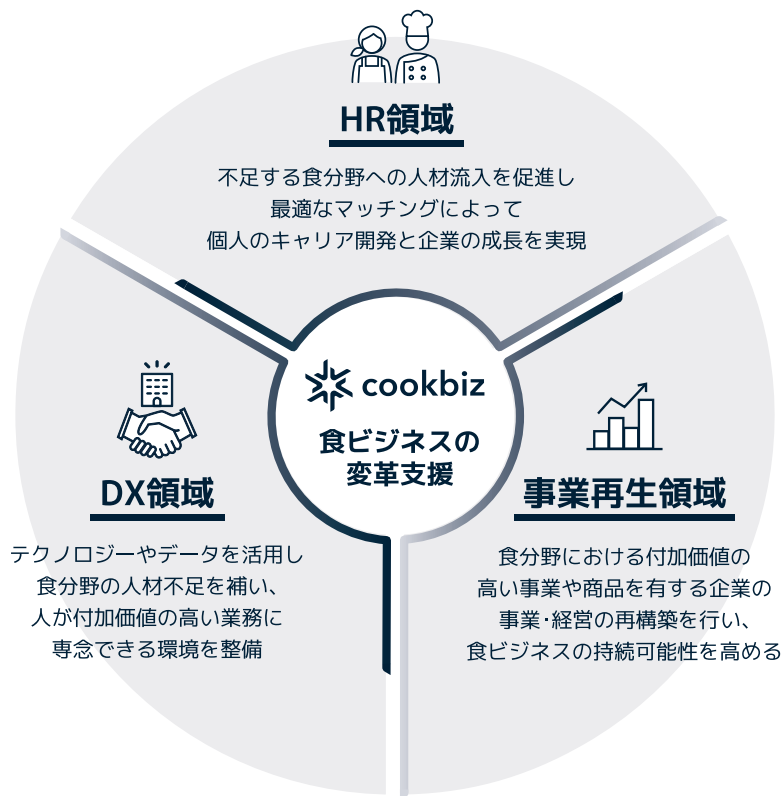 HR領域
不足する食分野への人材流入を促進し
最適なマッチングによって
個人のキャリア開発と企業の成長を実現
cookbiz
食ビジネスの
変革支援
DX領域
テクノロジーやデータを活用し
食分野の人材不足を補い、
人が付加価値の高い業務に
専念できる環境を整備
事業再生領域
食分野における付加価値の
高い事業や商品を有する企業の
事業・経営の再構築を行い、
食ビジネスの持続可能性を高める